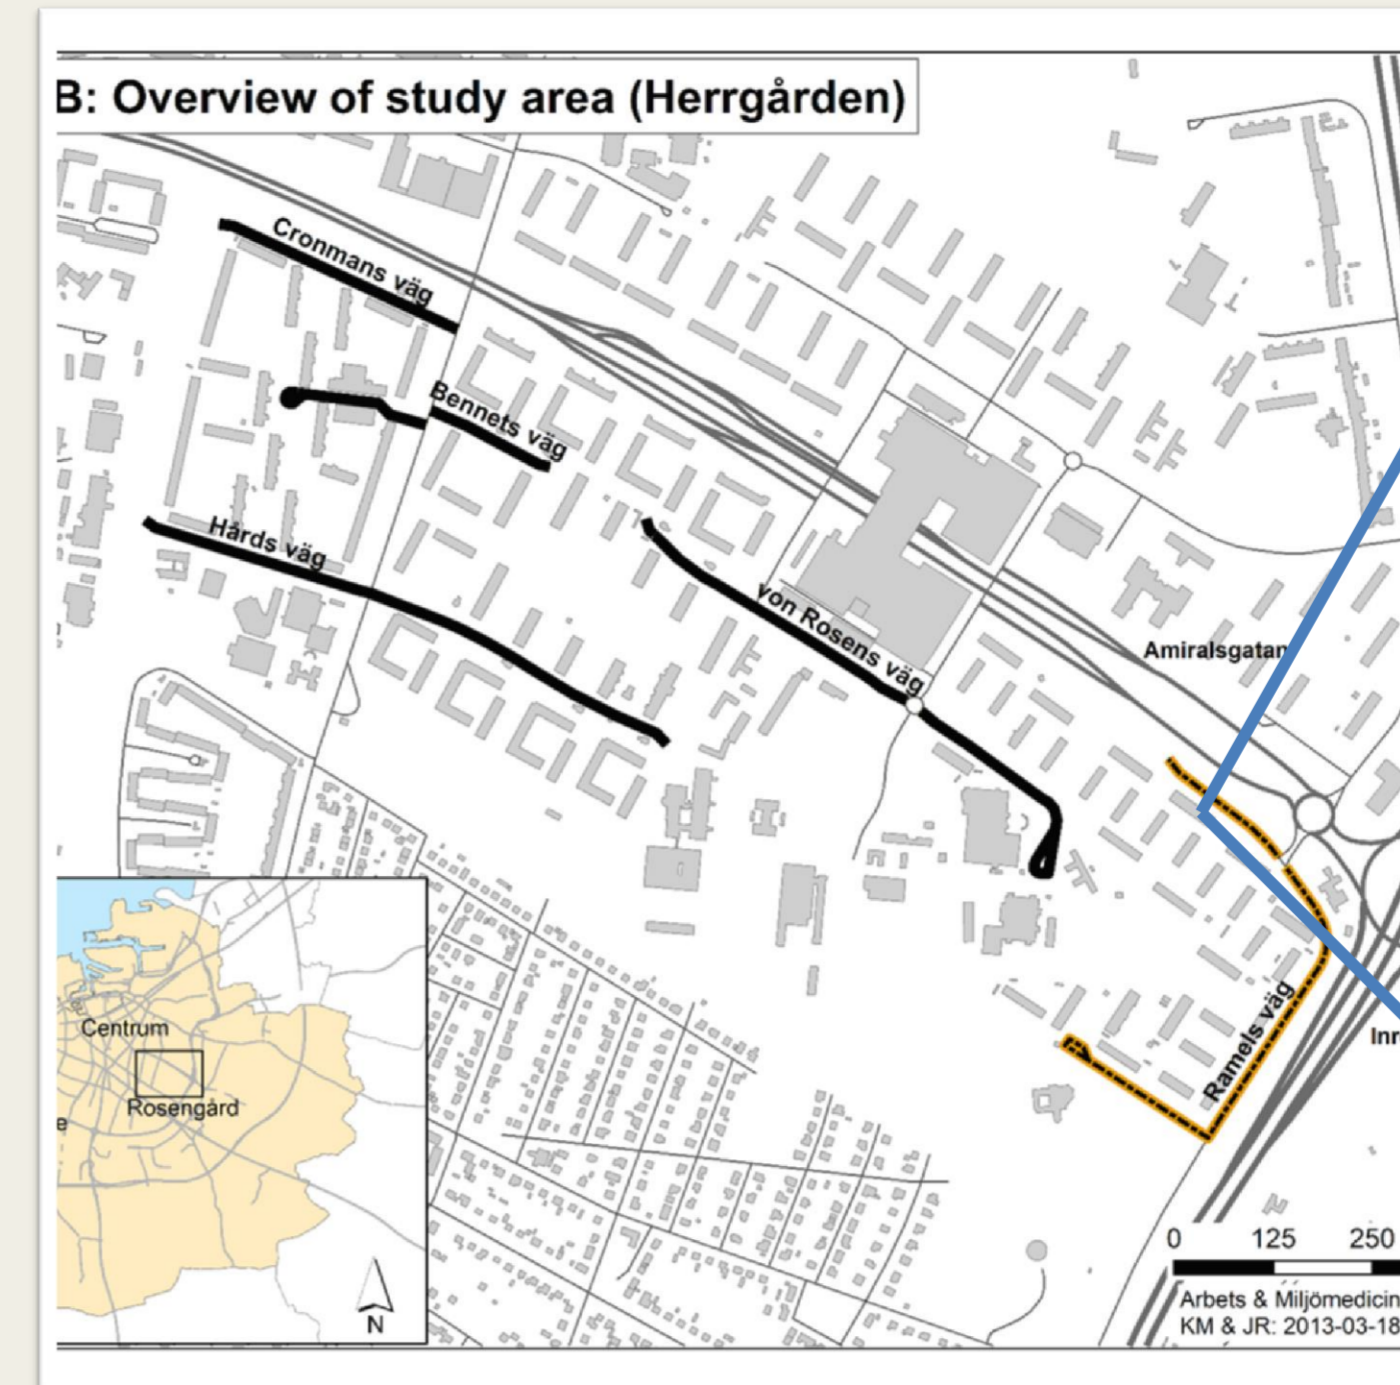 B: Overview of study area (Herrgården)
Cronmans väg
Bennets väg
Hårds väg
von Rosens väg
Amiralsgatan
Ramels väg
Inr
Centrum
Rosengård
e
N
0 125 250
Arbets & Miljömedicin
KM & JR: 2013-03-18